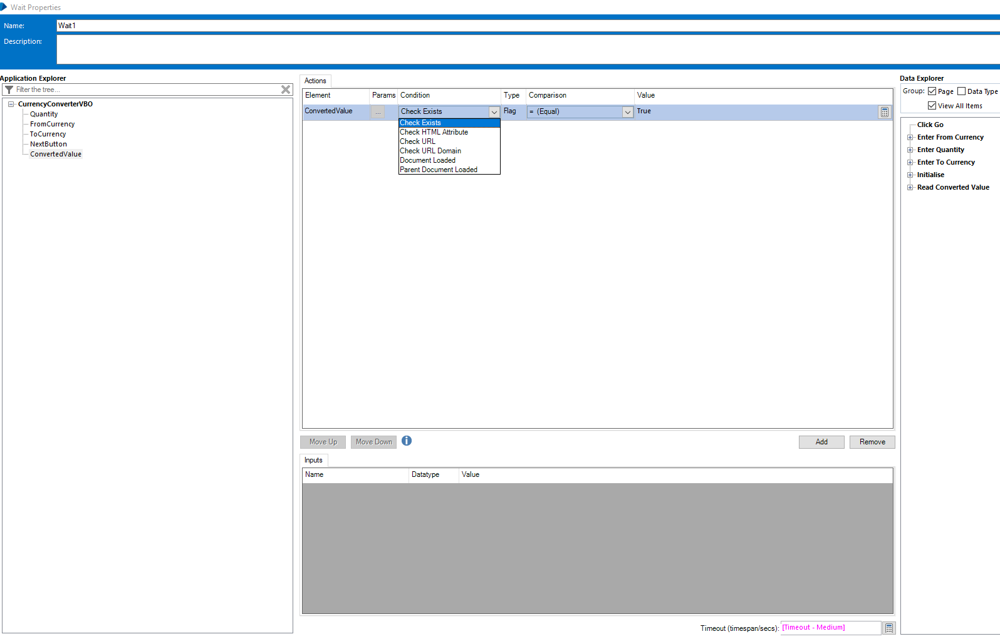 Wait Properties
Name: Wait1
Description:
Application Explorer
Filter the tree...
CurrencyConverterVBO
Quantity
FromCurrency
ToCurrency
NextButton
ConvertedValue
Actions
Element Params Condition Type Comparison Value
ConvertedValue ... Check Exists Flag = (Equal) True
Check Exists
Check HTML Attribute
Check URL
Check URL Domain
Document Loaded
Parent Document Loaded
Move Up Move Down i Add Remove
Inputs
Name Datatype Value
Timeout (timespan/secs): [Timeout - Medium]
Data Explorer
Group: Page Data Type
View All Items
Click Go
Enter From Currency
Enter Quantity
Enter To Currency
Initialise
Read Converted Value